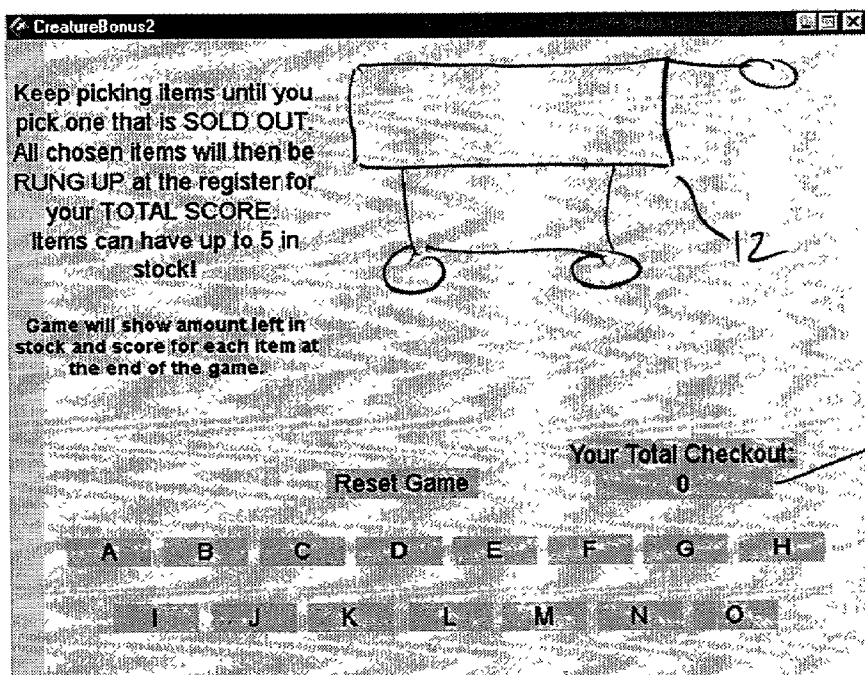 CreatureBonus2
Keep picking items until you
pick one that is SOLD OUT.
All chosen items will then be
RUNG UP at the register for
your TOTAL SCORE.
Items can have up to 5 in
stock!
12
Game will show amount left in
stock and score for each item at
the end of the game.
Your Total Checkout:
0
Reset Game
A B C D E F G H
I J K L M N O